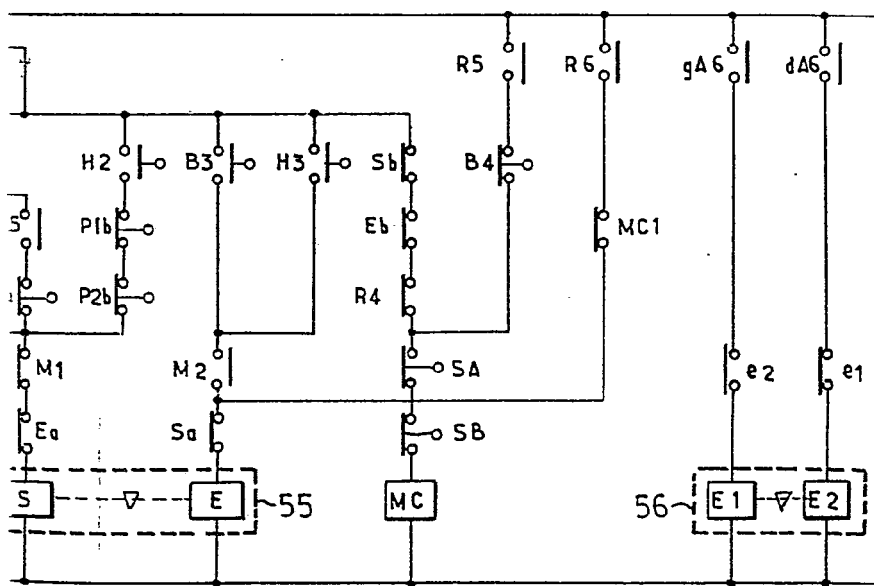 R5 R6 gA6 dA6
H2 B3 H3 Sb B4
S P1b Eb MC1
P2b R4
M1 M2 SA e2 e1
Ea Sa SB
S E 55 MC 56 E1 E2